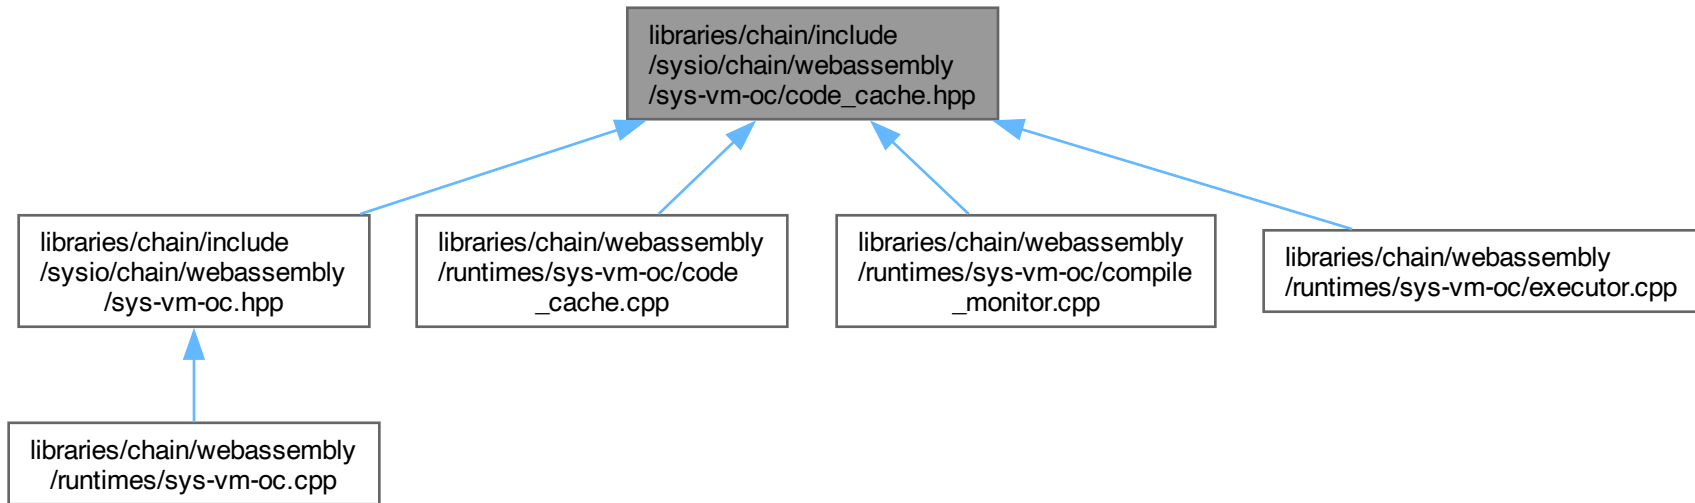 libraries/chain/include
/sysio/chain/webassembly
/sys-vm-oc/code_cache.hpp
libraries/chain/include
/sysio/chain/webassembly
/sys-vm-oc.hpp
libraries/chain/webassembly
/runtimes/sys-vm-oc/code
_cache.cpp
libraries/chain/webassembly
/runtimes/sys-vm-oc/compile
_monitor.cpp
libraries/chain/webassembly
/runtimes/sys-vm-oc/executor.cpp
libraries/chain/webassembly
/runtimes/sys-vm-oc.cpp